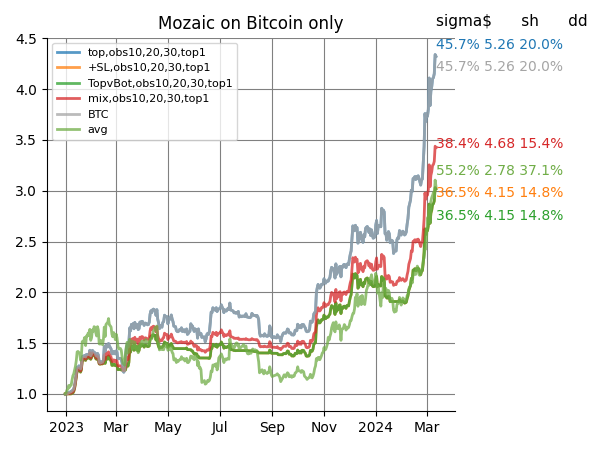 Mozaic on Bitcoin only
sigma$ sh dd
45.7% 5.26 20.0%
45.7% 5.26 20.0%
38.4% 4.68 15.4%
55.2% 2.78 37.1%
36.5% 4.15 14.8%
36.5% 4.15 14.8%
top,obs10,20,30,top1
+SL,obs10,20,30,top1
TopvBot,obs10,20,30,top1
mix,obs10,20,30,top1
BTC
avg
4.5
4.0
3.5
3.0
2.5
2.0
1.5
1.0
2023 Mar May Jul Sep Nov 2024 Mar